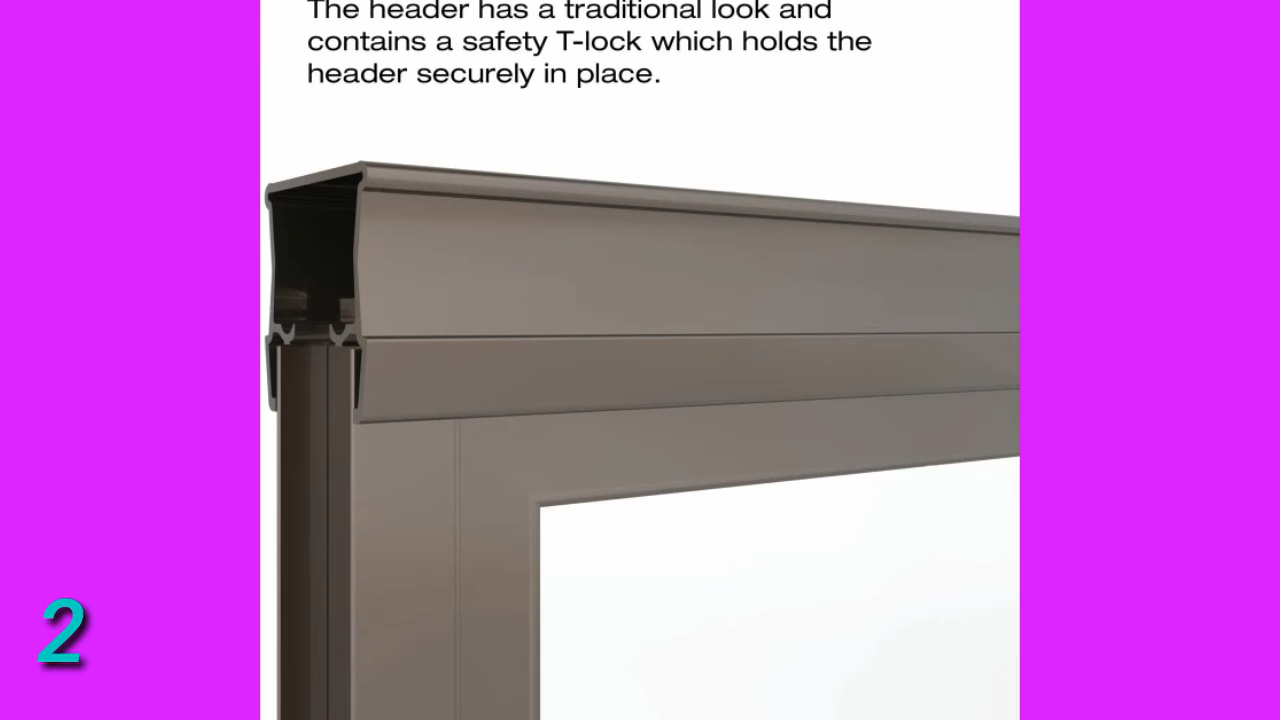 The header has a traditional look and
contains a safety T-lock which holds the
header securely in place.
2